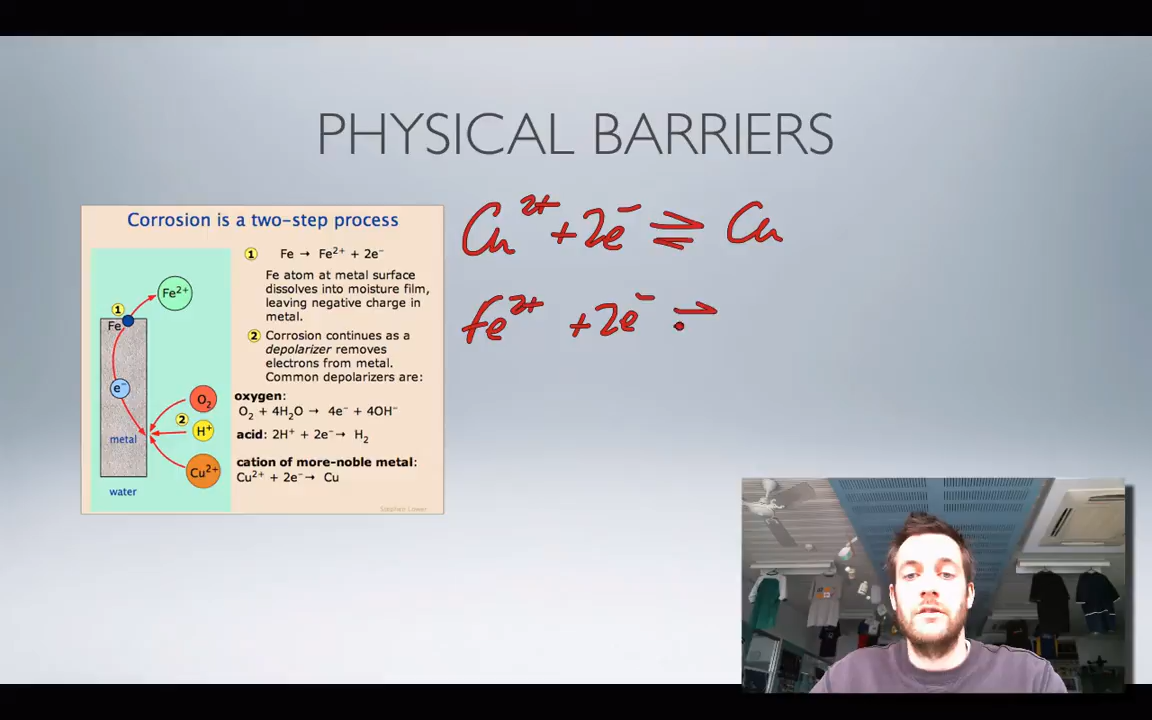 PHYSICAL BARRIERS
Corrosion is a two-step process
1 Fe → Fe²⁺ + 2e⁻
Fe atom at metal surface
dissolves into moisture film,
leaving negative charge in
metal.
2 Corrosion continues as a
depolarizer removes
electrons from metal.
Common depolarizers are:
oxygen:
O₂ + 4H₂O → 4e⁻ + 4OH⁻
acid: 2H⁺ + 2e⁻ → H₂
cation of more-noble metal:
Cu²⁺ + 2e⁻ → Cu
Fe²⁺
1
Fe
e⁻
O₂
2
H⁺
metal
Cu²⁺
water
Stephen Lower
Cu²⁺ + 2e⁻ ⇌ Cu
Fe²⁺ + 2e⁻ ⇀